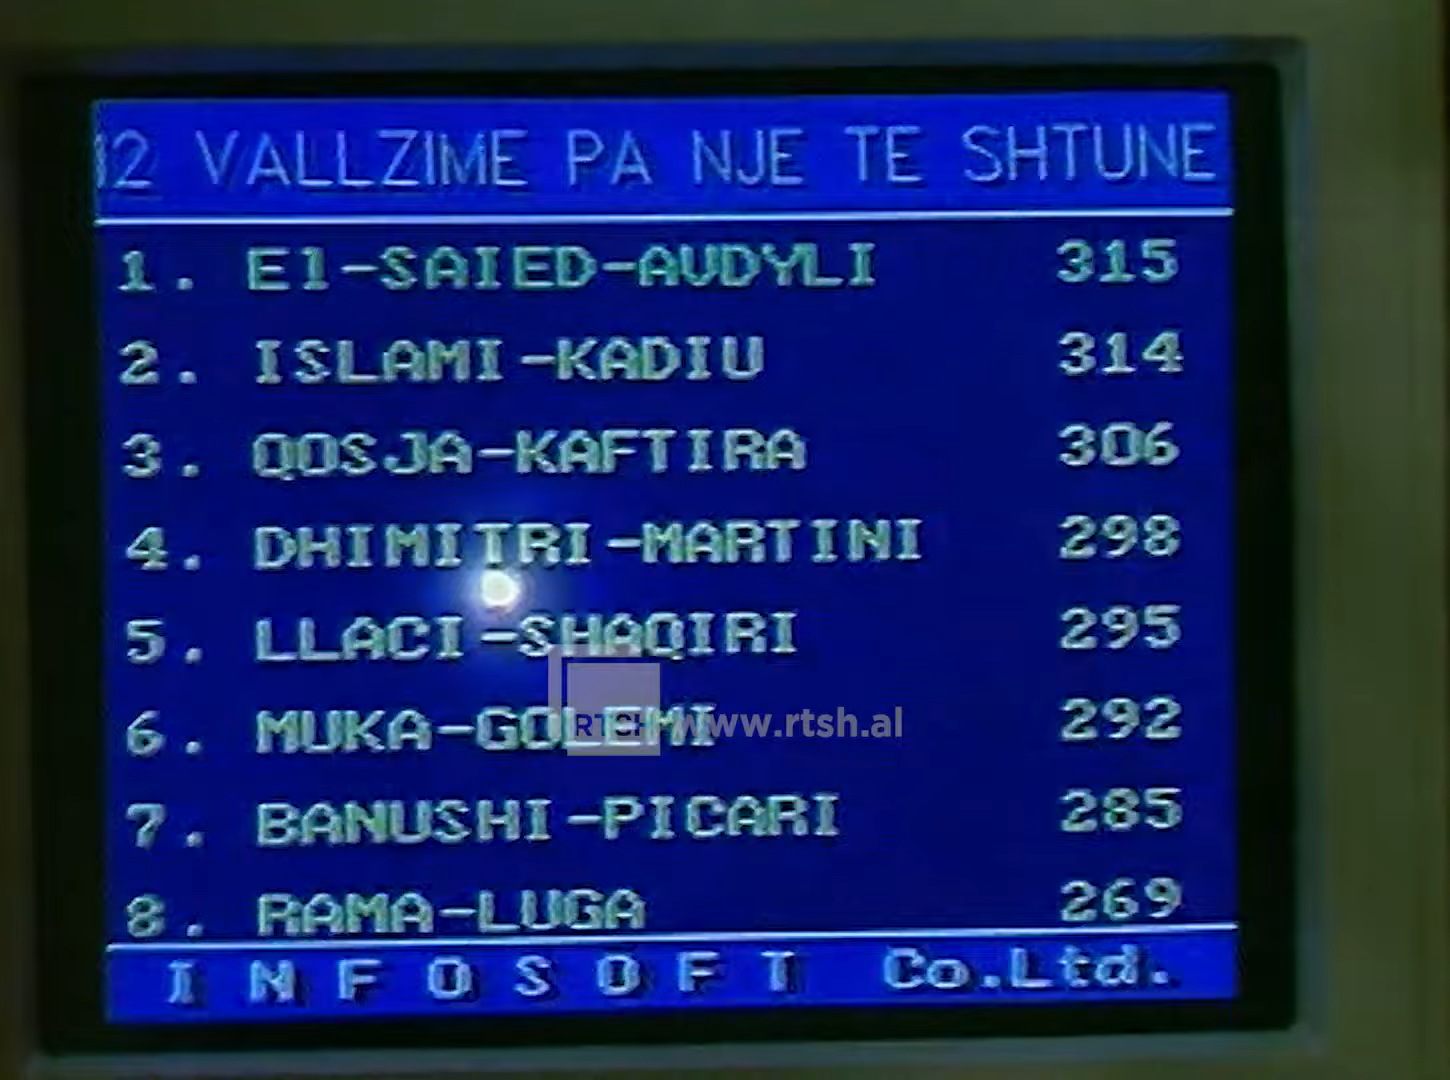 12 VALLZIME PA NJE TE SHTUNE
1. El-SAIED-AVDYLI 315
2. ISLAMI-KADIU 314
3. QOSJA-KAFTIRA 306
4. DHIMITRI-MARTINI 298
5. LLACI-SHAQIRI 295
6. MUKA-GOLEMI 292
RTSH www.rtsh.al
7. BANUSHI-PICARI 285
8. RAMA-LUGA 269
INFOSOFT Co.Ltd.